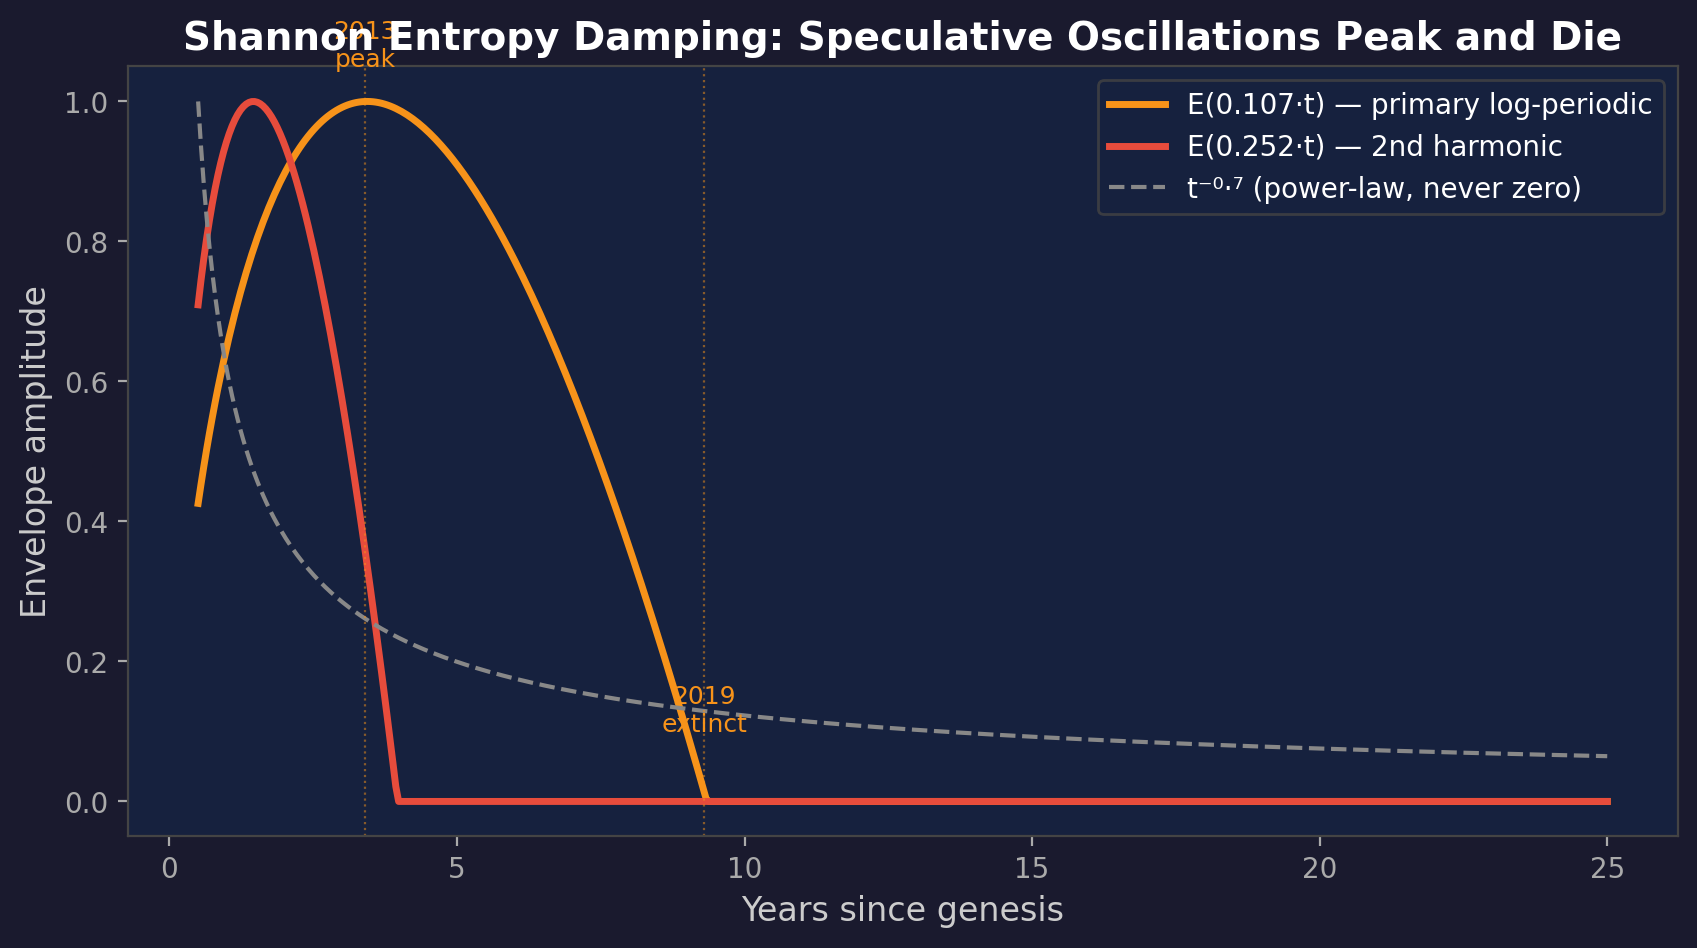 Shannon Entropy Damping: Speculative Oscillations Peak and Die
2013
peak
E(0.107·t) — primary log-periodic
E(0.252·t) — 2nd harmonic
t⁻⁰·⁷ (power-law, never zero)
Envelope amplitude
1.0
0.8
0.6
0.4
0.2
0.0
2019
extinct
0
5
10
15
20
25
Years since genesis